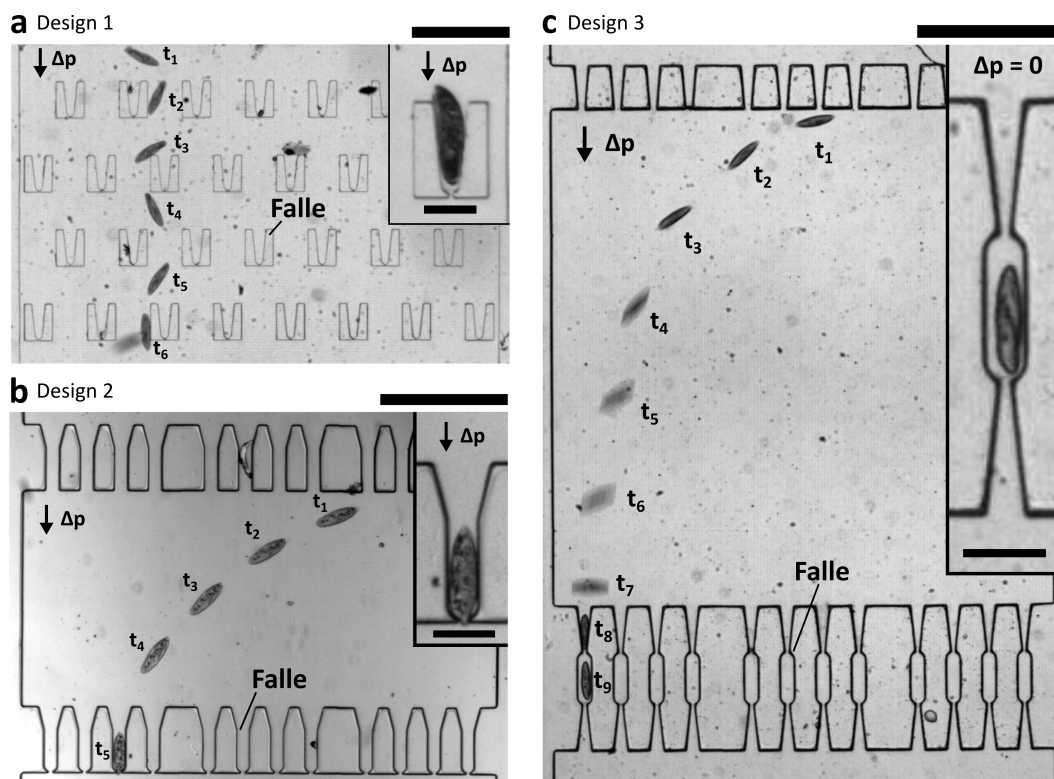 a Design 1
Δp
t1
t2
t3
t4
t5
t6
Falle
Δp
b Design 2
Δp
t1
t2
t3
t4
t5
Falle
Δp
c Design 3
Δp
t1
t2
t3
t4
t5
t6
t7
t8
t9
Falle
Δp = 0